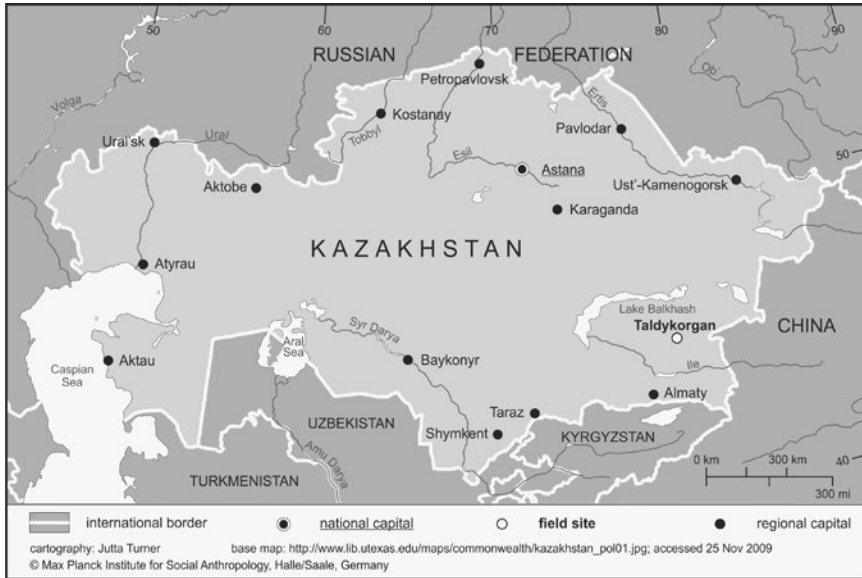 50
60
70
80
90
RUSSIAN
FEDERATION
Petropavlovsk
Volga
Ob'
Ertis
Kostanay
Tobbyl
Pavlodar
Ural'sk
Ural
Esil
50
Astana
Aktobe
Ust'-Kamenogorsk
Karaganda
KAZAKHSTAN
Atyrau
Lake Balkhash
Taldykorgan
CHINA
Syr Darya
Aral
Sea
Baykonyr
Caspian
Sea
Aktau
Ile
Almaty
Taraz
UZBEKISTAN
Shymkent
KYRGYZSTAN
Amu Darya
TURKMENISTAN
0 km 300 km
40
300 mi
international border
national capital
field site
regional capital
cartography: Jutta Turner
base map: http://www.lib.utexas.edu/maps/commonwealth/kazakhstan_pol01.jpg; accessed 25 Nov 2009
© Max Planck Institute for Social Anthropology, Halle/Saale, Germany